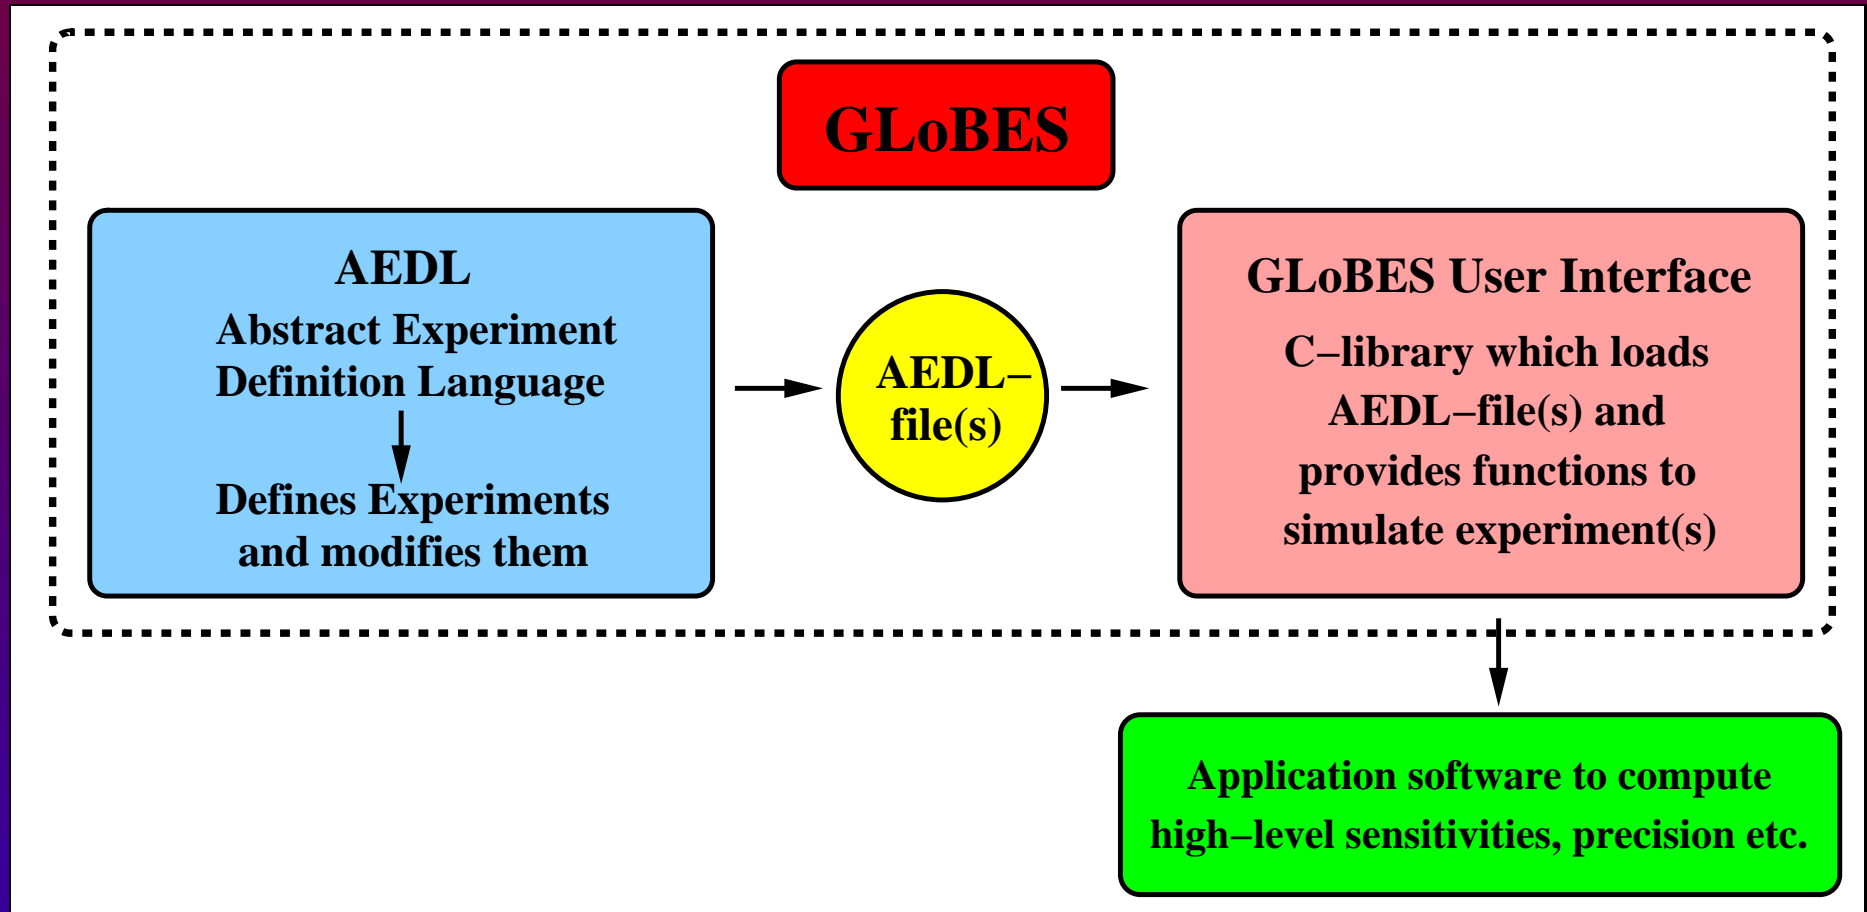 GLoBES
AEDL
Abstract Experiment
Definition Language
Defines Experiments
and modifies them
AEDL–
file(s)
GLoBES User Interface
C–library which loads
AEDL–file(s) and
provides functions to
simulate experiment(s)
Application software to compute
high–level sensitivities, precision etc.